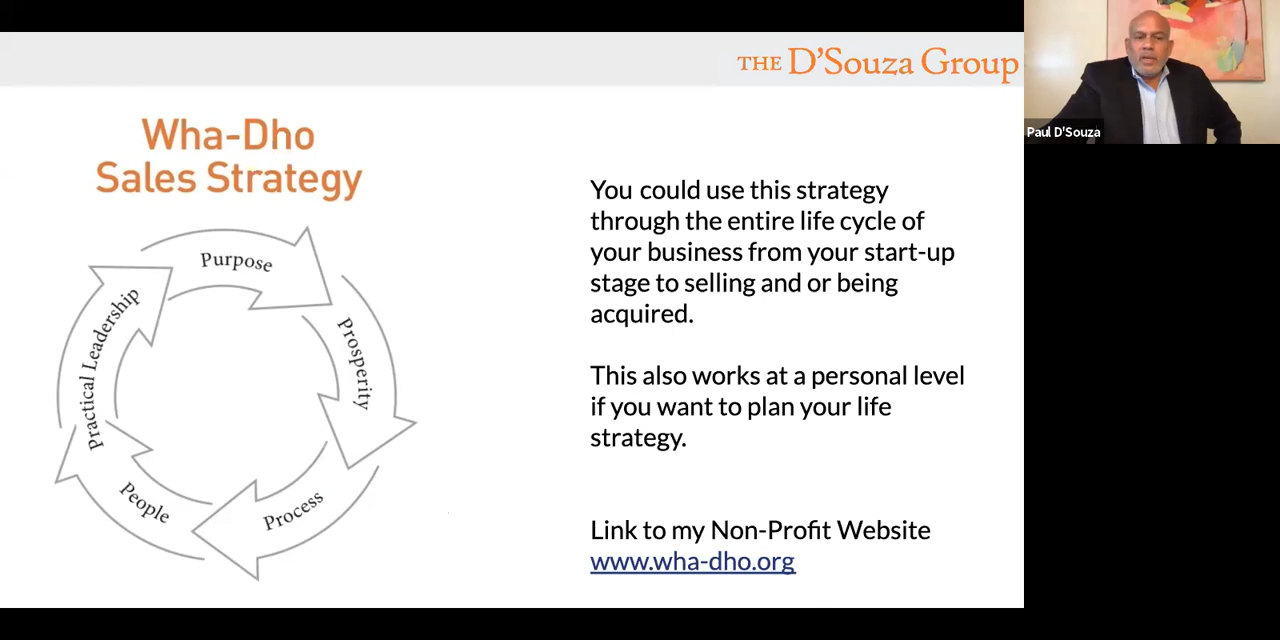 THE D'Souza Group
Paul D'Souza
Wha-Dho
Sales Strategy
Purpose
Prosperity
Process
People
Practical Leadership
You could use this strategy
through the entire life cycle of
your business from your start-up
stage to selling and or being
acquired.
This also works at a personal level
if you want to plan your life
strategy.
Link to my Non-Profit Website
www.wha-dho.org